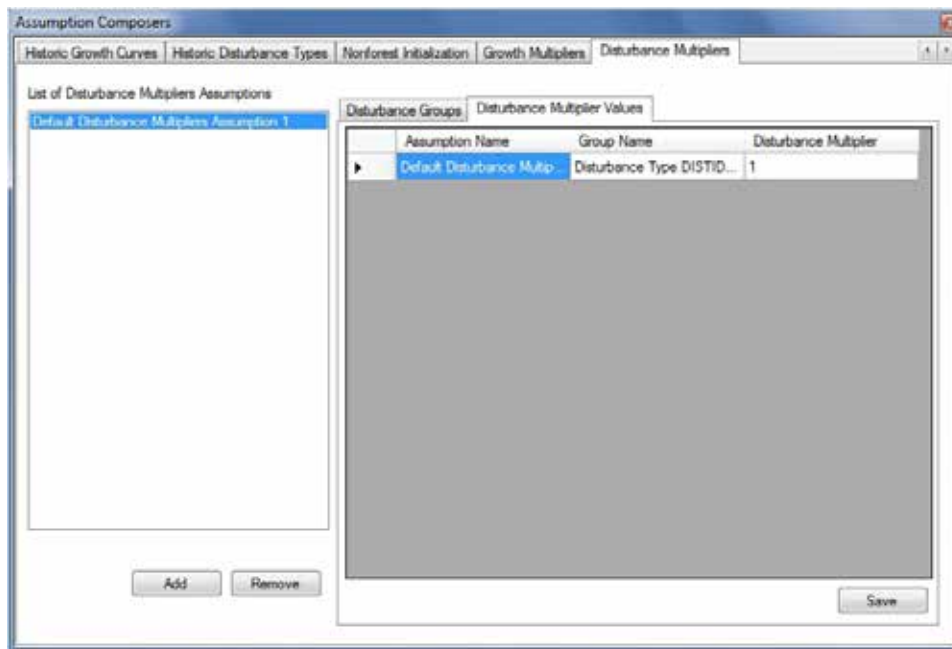 Assumption Composers
Historic Growth Curves Historic Disturbance Types Nonforest Initialization Growth Multipliers Disturbance Multipliers
List of Disturbance Multipliers Assumptions
Default Disturbance Multipliers Assumption 1
Disturbance Groups Disturbance Multiplier Values
Assumption Name Group Name Disturbance Multiplier
Default Disturbance Multip... Disturbance Type DISTID... 1
Add Remove
Save